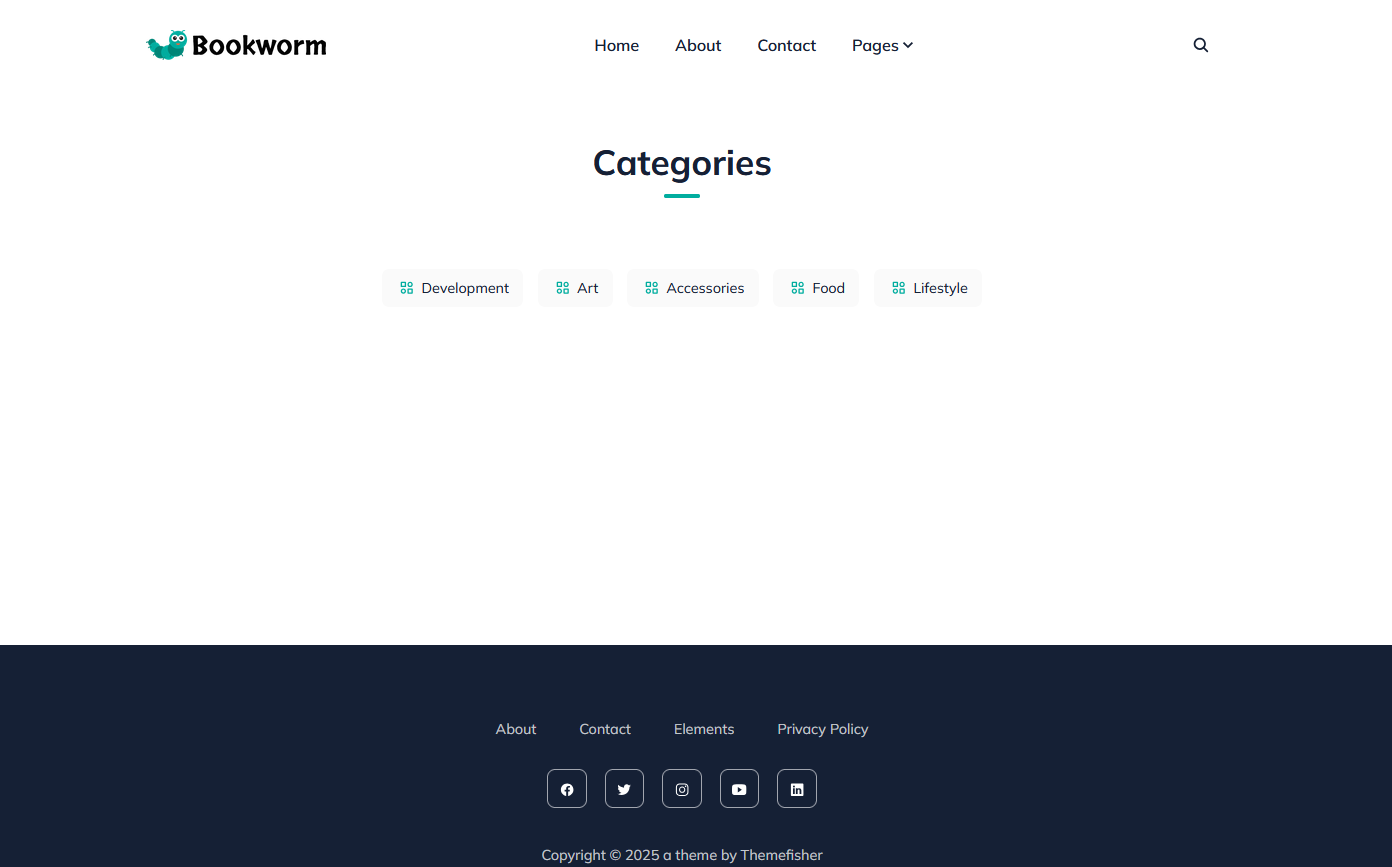 Bookworm Home About Contact Pages
Categories
Development Art Accessories Food Lifestyle
About Contact Elements Privacy Policy
Copyright © 2025 a theme by Themefisher